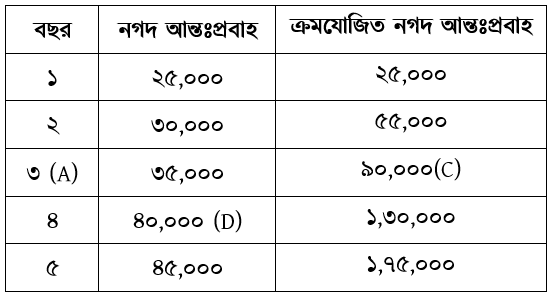 বছর নগদ আন্তঃপ্রবাহ ক্রমযোজিত নগদ আন্তঃপ্রবাহ
১ ২৫,০০০ ২৫,০০০
২ ৩০,০০০ ৫৫,০০০
৩ (A) ৩৫,০০০ ৯০,০০০(C)
৪ ৪০,০০০ (D) ১,৩০,০০০
৫ ৪৫,০০০ ১,৭৫,০০০